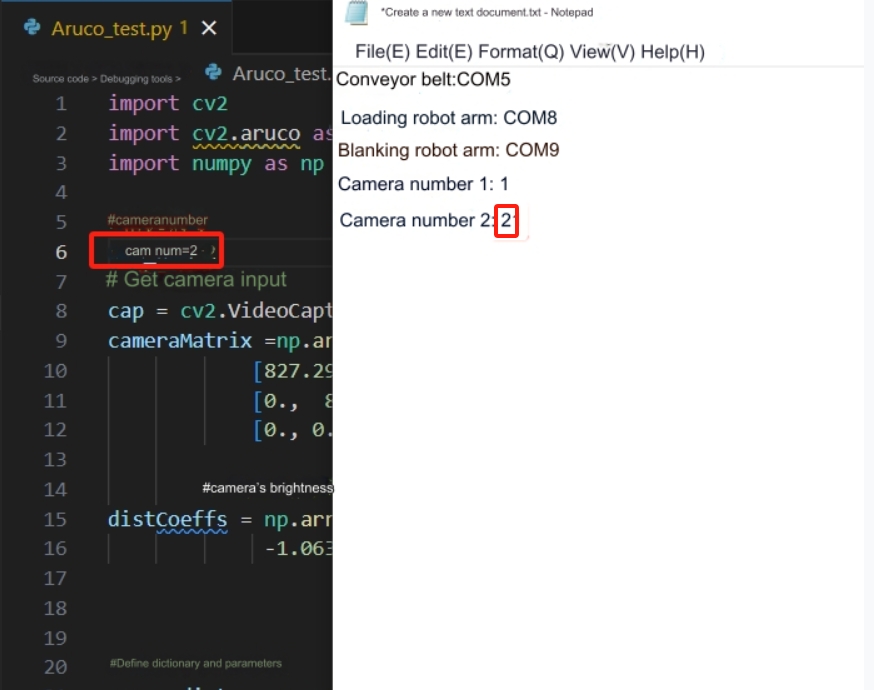 Aruco_test.py 1
Source code > Debugging tools > Aruco_test.
1 import cv2
2 import cv2.aruco as
3 import numpy as np
4
5 #cameranumber
6 cam num=2
7 # Get camera input
8 cap = cv2.VideoCapt
9 cameraMatrix =np.ar
10 [827.29
11 [0., 8
12 [0., 0.
13
14 #camera's brightness
15 distCoeffs = np.arr
16 -1.063
17
18
19
20 #Define dictionary and parameters
*Create a new text document.txt - Notepad
File(E) Edit(E) Format(Q) View(V) Help(H)
Conveyor belt:COM5
Loading robot arm: COM8
Blanking robot arm: COM9
Camera number 1: 1
Camera number 2: 2